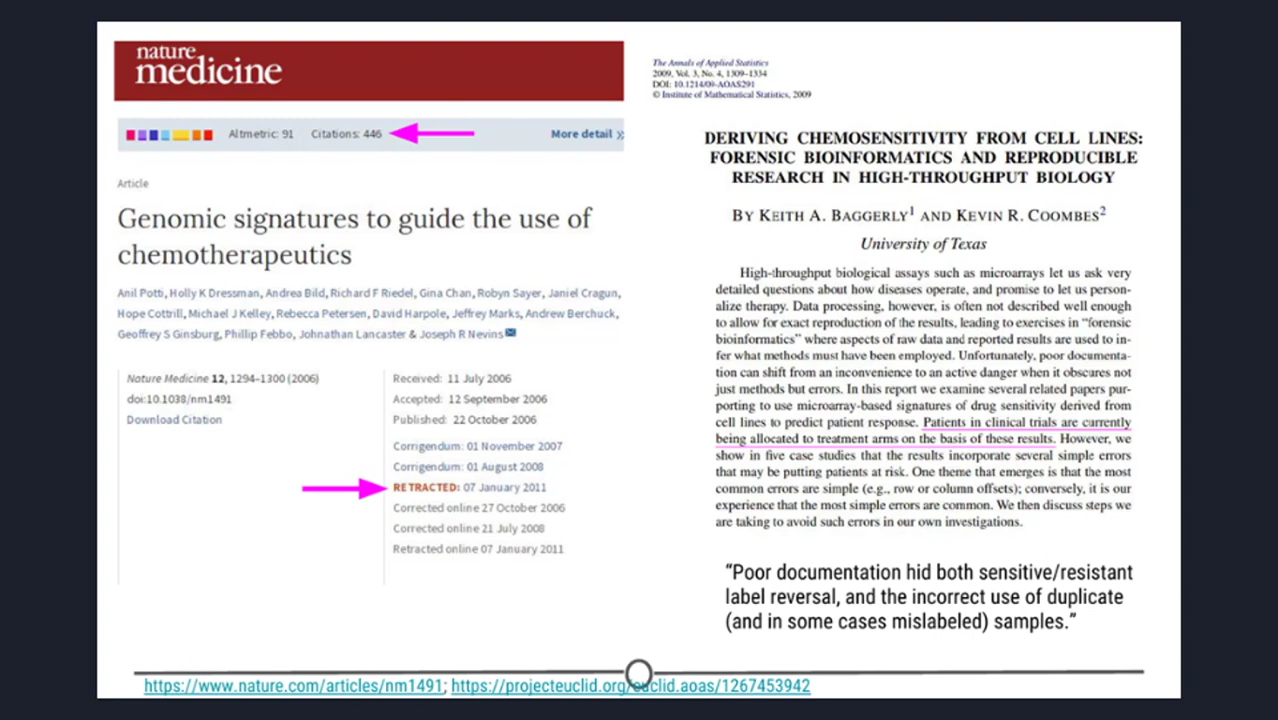 nature
medicine
Altmetric: 91 Citations: 446 More detail »
Article
Genomic signatures to guide the use of
chemotherapeutics
Anil Potti, Holly K Dressman, Andrea Bild, Richard F Riedel, Gina Chan, Robyn Sayer, Janiel Cragun,
Hope Cottrill, Michael J Kelley, Rebecca Petersen, David Harpole, Jeffrey Marks, Andrew Berchuck,
Geoffrey S Ginsburg, Phillip Febbo, Johnathan Lancaster & Joseph R Nevins
Nature Medicine 12, 1294–1300 (2006)
doi:10.1038/nm1491
Download Citation
Received: 11 July 2006
Accepted: 12 September 2006
Published: 22 October 2006
Corrigendum: 01 November 2007
Corrigendum: 01 August 2008
RETRACTED: 07 January 2011
Corrected online 27 October 2006
Corrected online 21 July 2008
Retracted online 07 January 2011
The Annals of Applied Statistics
2009, Vol. 3, No. 4, 1309–1334
DOI: 10.1214/09-AOAS291
© Institute of Mathematical Statistics, 2009
DERIVING CHEMOSENSITIVITY FROM CELL LINES:
FORENSIC BIOINFORMATICS AND REPRODUCIBLE
RESEARCH IN HIGH-THROUGHPUT BIOLOGY
BY KEITH A. BAGGERLY1 AND KEVIN R. COOMBES2
University of Texas
High-throughput biological assays such as microarrays let us ask very
detailed questions about how diseases operate, and promise to let us person-
alize therapy. Data processing, however, is often not described well enough
to allow for exact reproduction of the results, leading to exercises in “forensic
bioinformatics” where aspects of raw data and reported results are used to in-
fer what methods must have been employed. Unfortunately, poor documenta-
tion can shift from an inconvenience to an active danger when it obscures not
just methods but errors. In this report we examine several related papers pur-
porting to use microarray-based signatures of drug sensitivity derived from
cell lines to predict patient response. Patients in clinical trials are currently
being allocated to treatment arms on the basis of these results. However, we
show in five case studies that the results incorporate several simple errors
that may be putting patients at risk. One theme that emerges is that the most
common errors are simple (e.g., row or column offsets); conversely, it is our
experience that the most simple errors are common. We then discuss steps we
are taking to avoid such errors in our own investigations.
“Poor documentation hid both sensitive/resistant
label reversal, and the incorrect use of duplicate
(and in some cases mislabeled) samples.”
https://www.nature.com/articles/nm1491; https://projecteuclid.org/euclid.aoas/1267453942